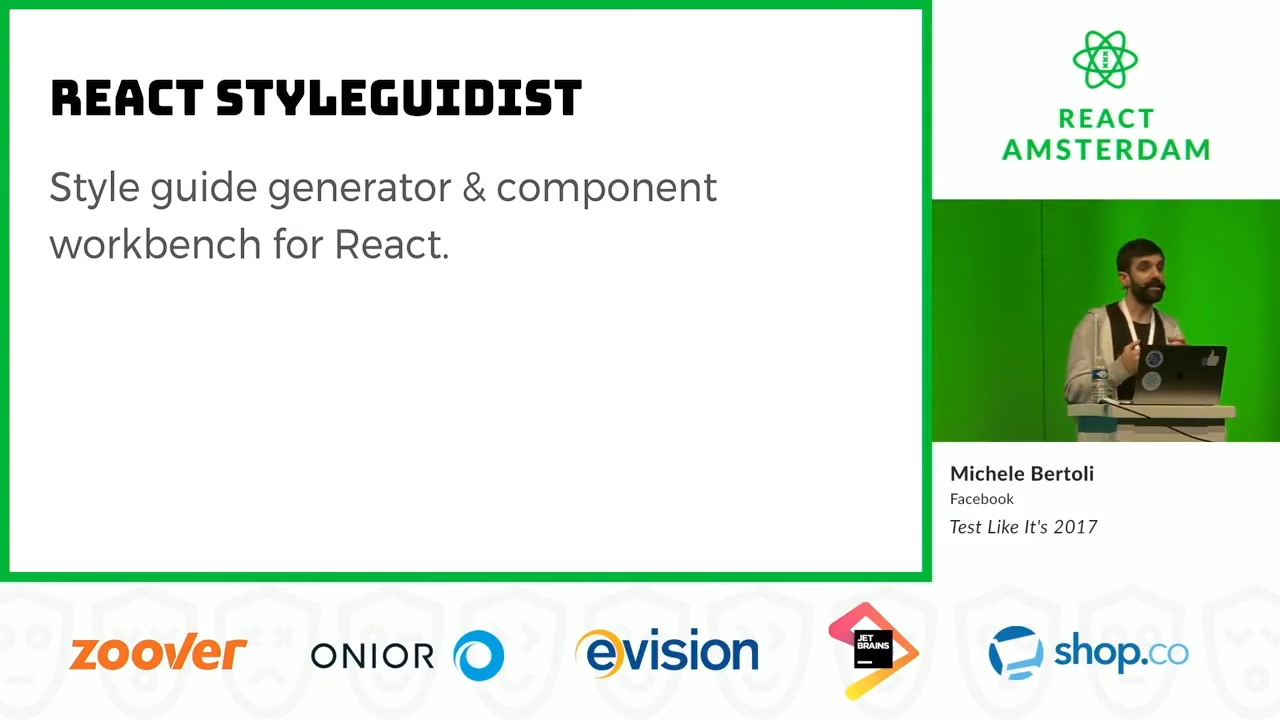 REACT STYLEGUIDIST
Style guide generator & component
workbench for React.
REACT
AMSTERDAM
Michele Bertoli
Facebook
Test Like It's 2017
zoover
ONIOR
evision
JET
BRAINS
shop.co